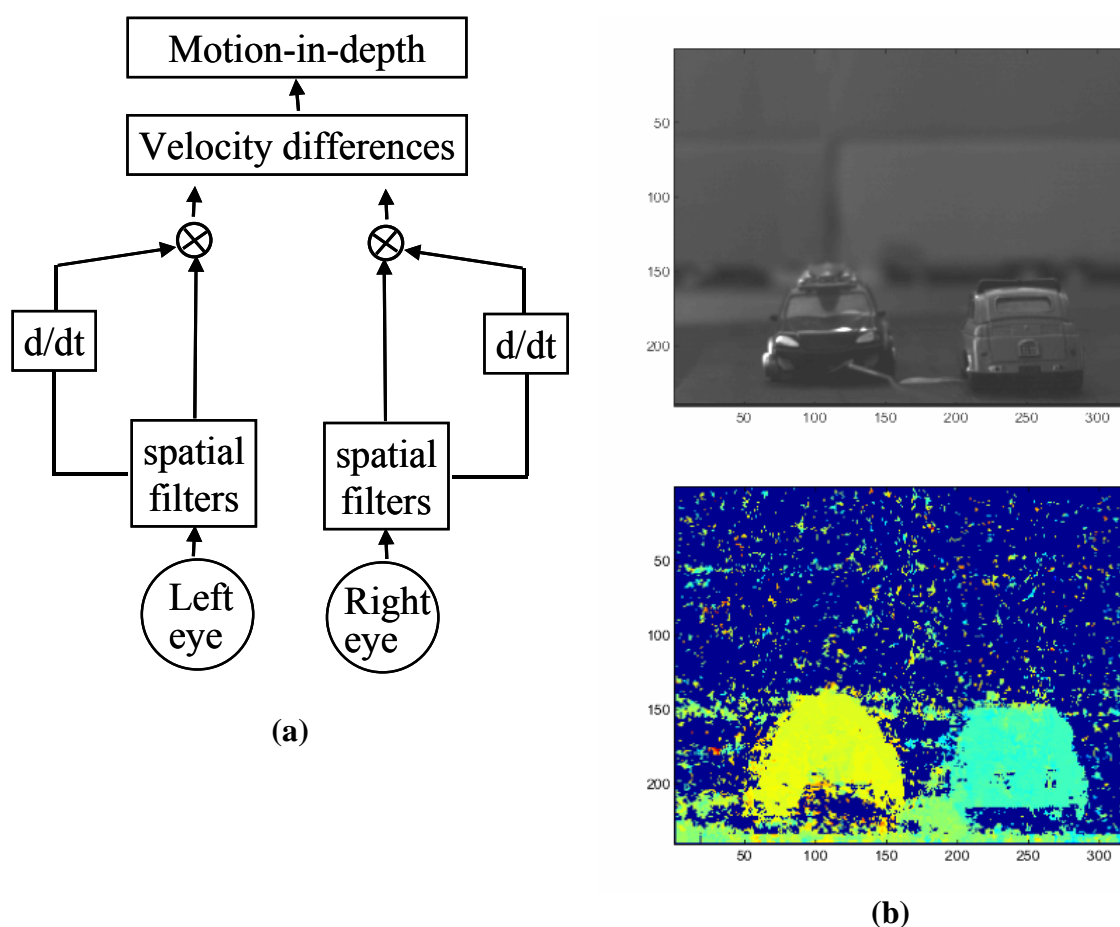 Motion-in-depth
Velocity differences
d/dt
d/dt
spatial
filters
spatial
filters
Left
eye
Right
eye
(a)
50
100
150
200
50 100 150 200 250 300
50
100
150
200
50 100 150 200 250 300
(b)